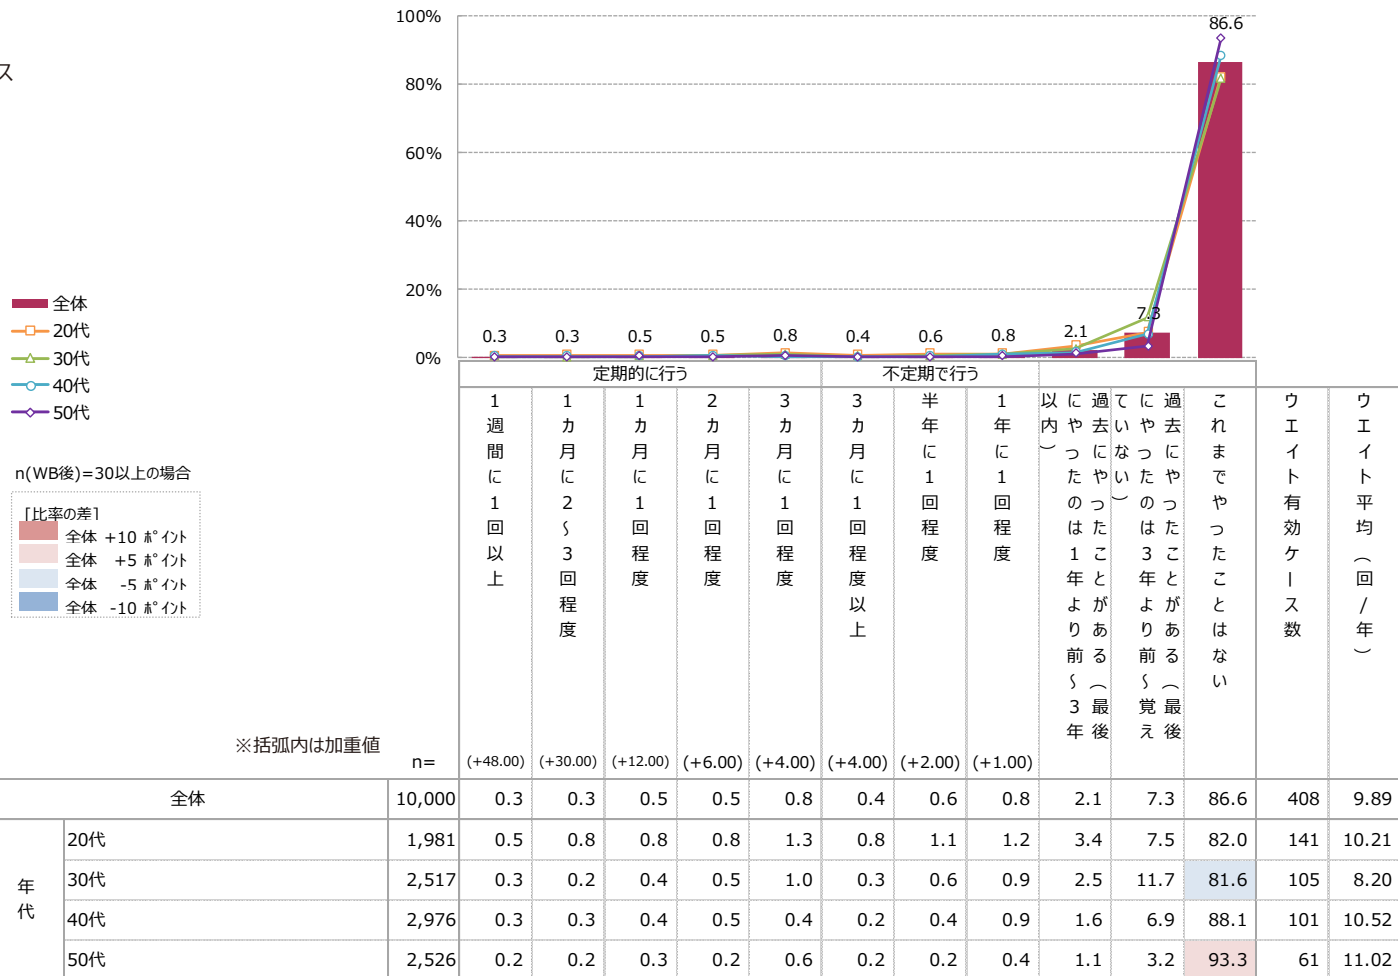 ス
100%
80%
60%
40%
20%
0%
0.3
0.3
0.5
0.5
0.8
0.4
0.6
0.8
2.1
7.3
86.6
全体
20代
30代
40代
50代
n(WB後)=30以上の場合
[比率の差]
全体 +10 ﾎﾟｲﾝﾄ
全体 +5 ﾎﾟｲﾝﾄ
全体 -5 ﾎﾟｲﾝﾄ
全体 -10 ﾎﾟｲﾝﾄ
※括弧内は加重値
n=
定期的に行う
不定期で行う
1週間に1回以上
(+48.00)
1カ月に2～3回程度
(+30.00)
1カ月に1回程度
(+12.00)
2カ月に1回程度
(+6.00)
3カ月に1回程度
(+4.00)
3カ月に1回程度以上
(+4.00)
半年に1回程度
(+2.00)
1年に1回程度
(+1.00)
過去にやったことがある（最後
にやったのは1年より前～3年
以内）
過去にやったことがある（最後
にやったのは3年より前～覚え
ていない）
これまでやったことはない
ウエイト有効ケース数
ウエイト平均（回/年）
全体 10,000 0.3 0.3 0.5 0.5 0.8 0.4 0.6 0.8 2.1 7.3 86.6 408 9.89
年代
20代 1,981 0.5 0.8 0.8 0.8 1.3 0.8 1.1 1.2 3.4 7.5 82.0 141 10.21
30代 2,517 0.3 0.2 0.4 0.5 1.0 0.3 0.6 0.9 2.5 11.7 81.6 105 8.20
40代 2,976 0.3 0.3 0.4 0.5 0.4 0.2 0.4 0.9 1.6 6.9 88.1 101 10.52
50代 2,526 0.2 0.2 0.3 0.2 0.6 0.2 0.2 0.4 1.1 3.2 93.3 61 11.02